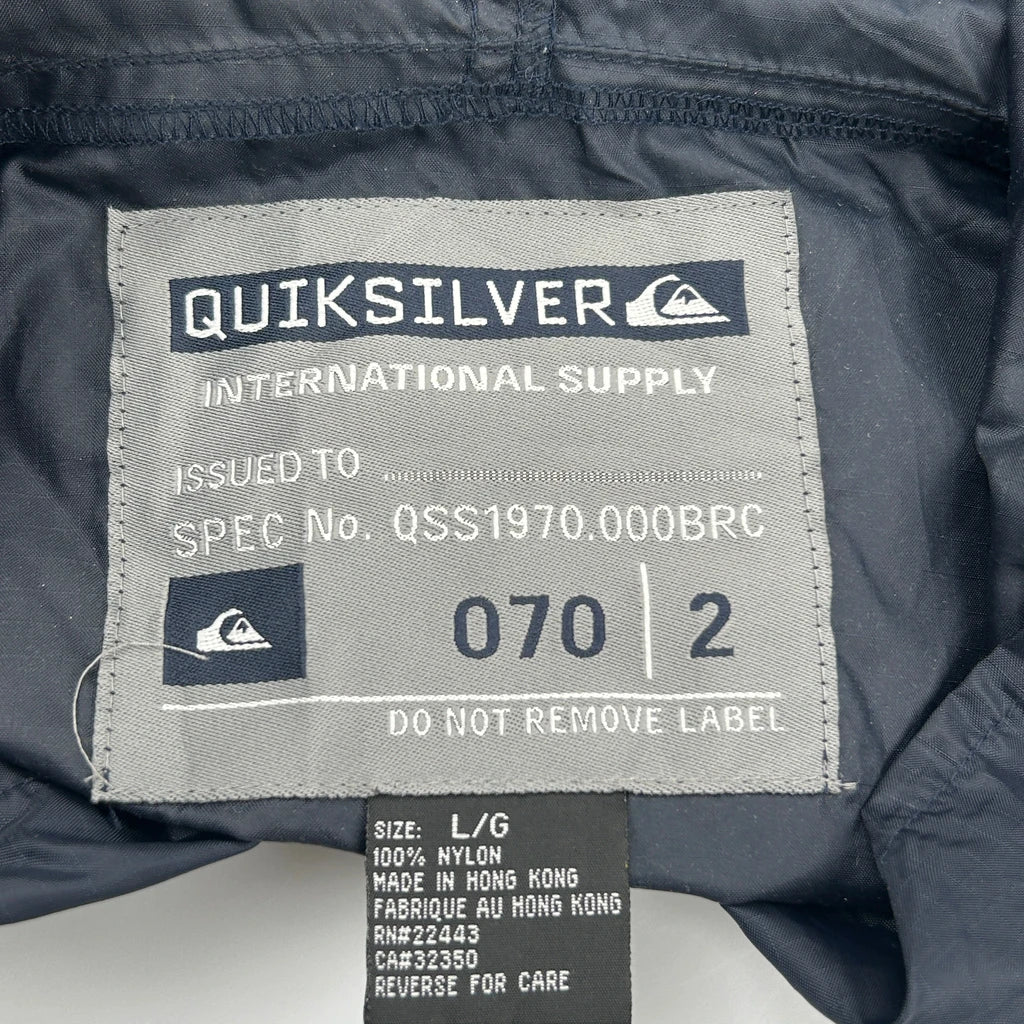 QUIKSILVER
INTERNATIONAL SUPPLY
ISSUED TO
SPEC No. QSS1970.000BRC
070 | 2
DO NOT REMOVE LABEL
SIZE: L/G
100% NYLON
MADE IN HONG KONG
FABRIQUE AU HONG KONG
RN#22443
CA#32350
REVERSE FOR CARE